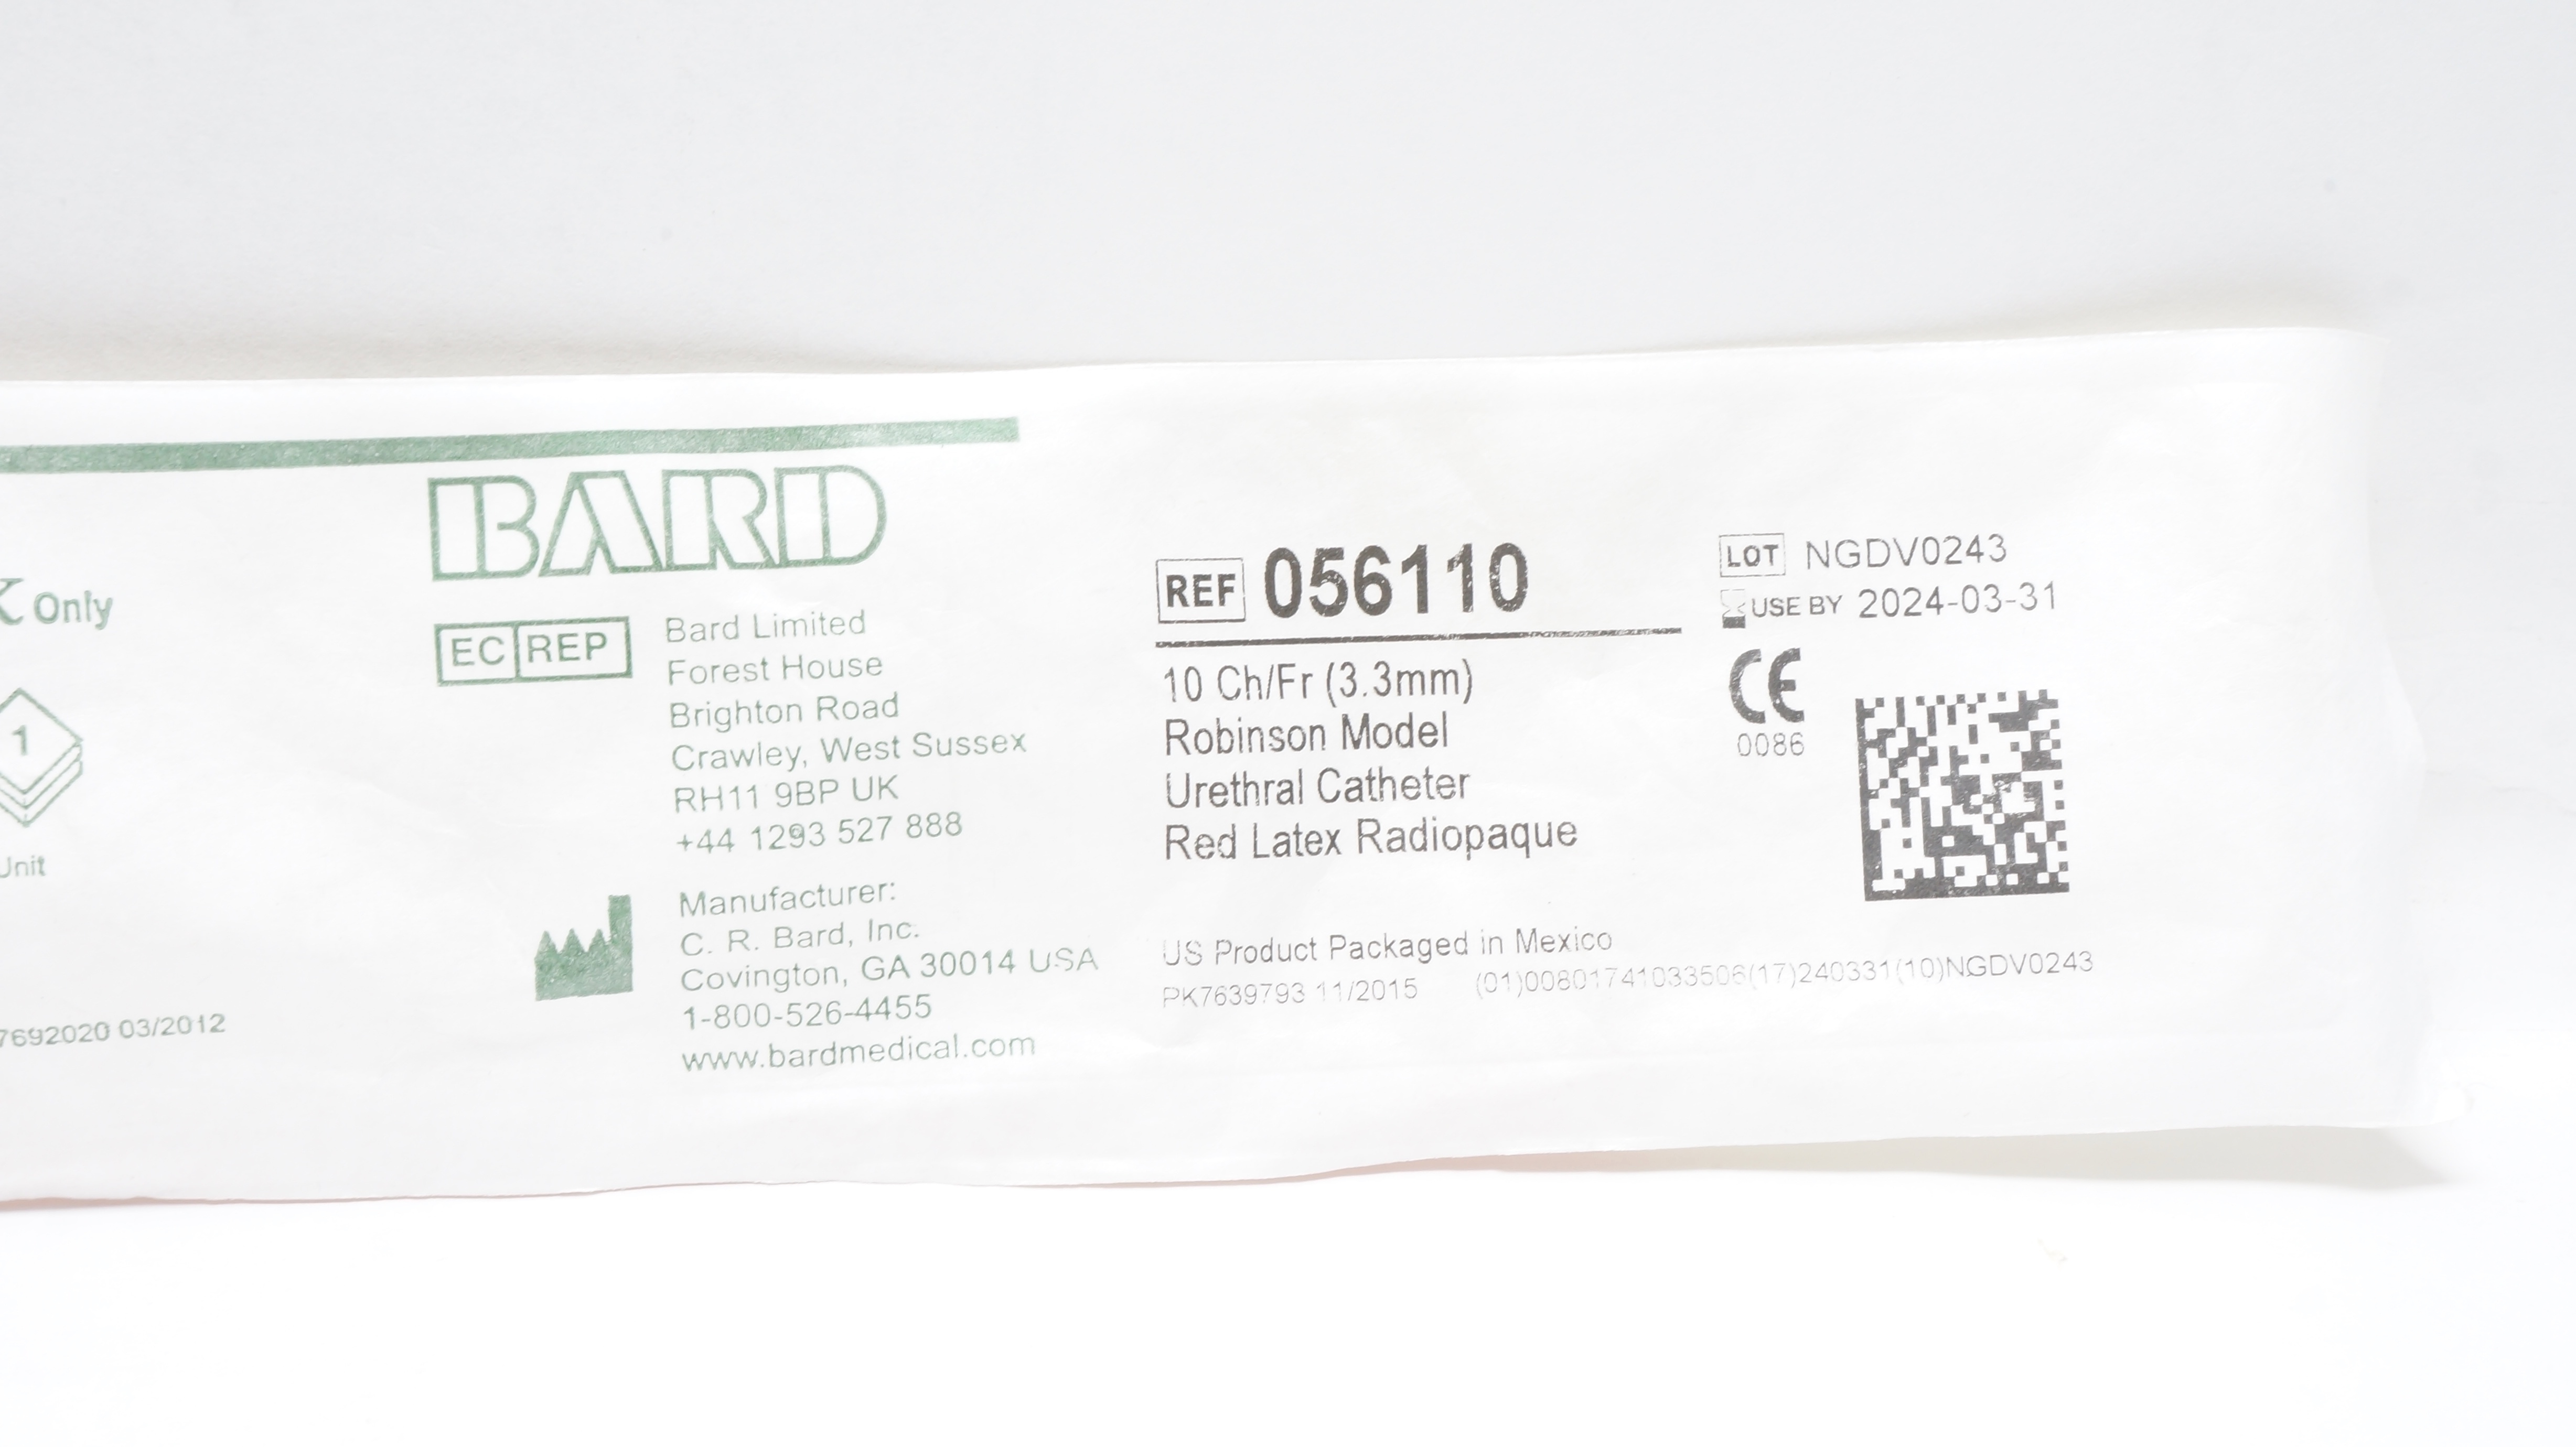 Only
1
Unit
7692020 03/2012
BARD
EC REP
Bard Limited
Forest House
Brighton Road
Crawley, West Sussex
RH11 9BP UK
+44 1293 527 888
Manufacturer:
C. R. Bard, Inc.
Covington, GA 30014 USA
1-800-526-4455
www.bardmedical.com
REF 056110
10 Ch/Fr (3.3mm)
Robinson Model
Urethral Catheter
Red Latex Radiopaque
US Product Packaged in Mexico
PK7639793 11/2015 (01)00801741033506(17)240331(10)NGDV0243
LOT NGDV0243
USE BY 2024-03-31
CE
0086